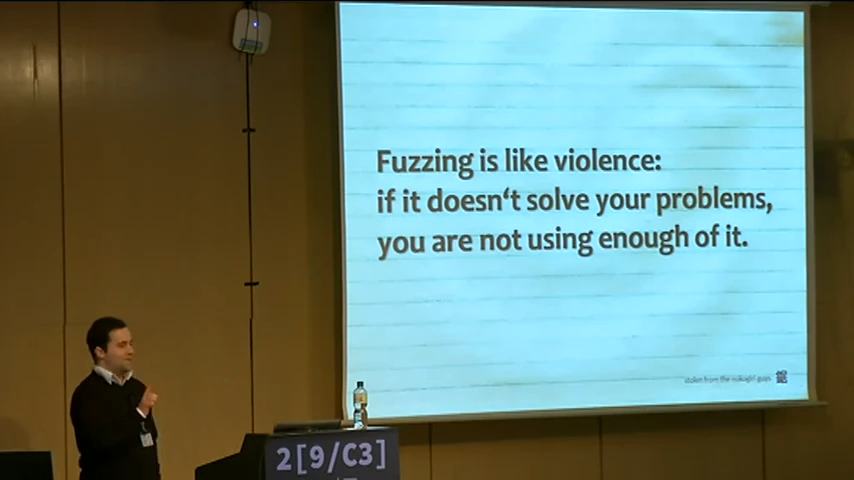 Fuzzing is like violence:
if it doesn‘t solve your problems,
you are not using enough of it.
stolen from the nukagirl guys
2[9/C3]